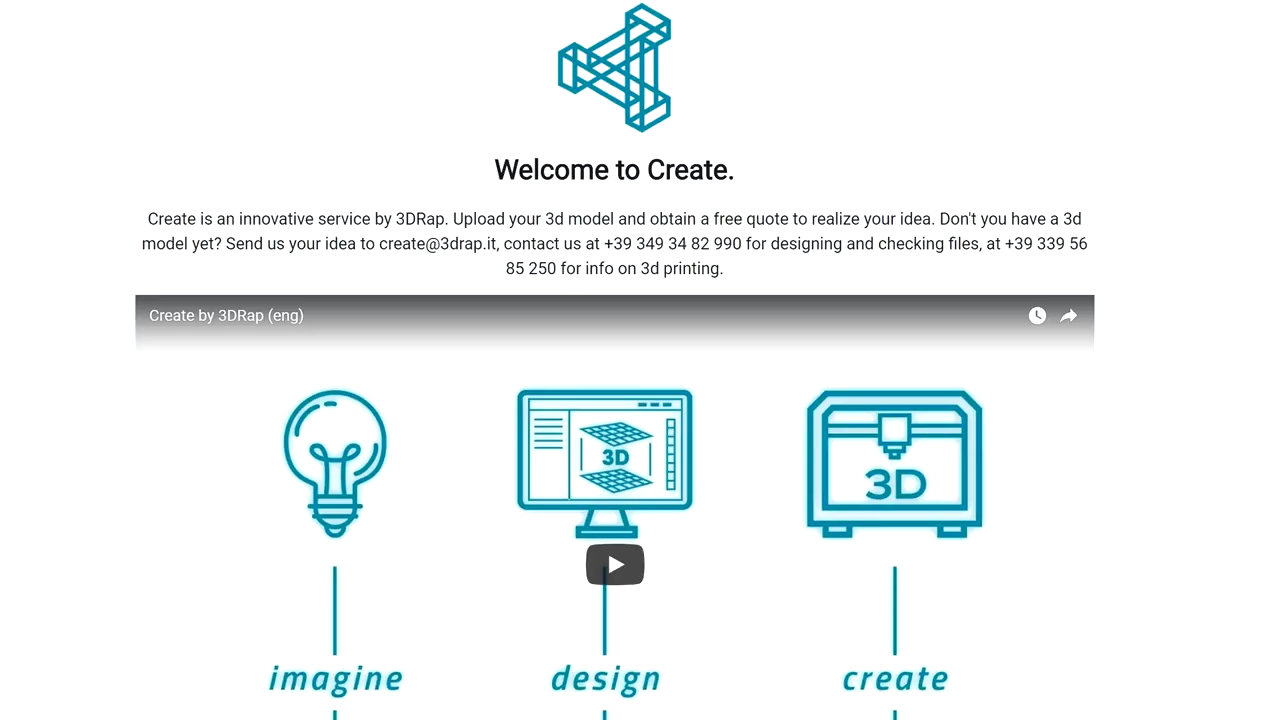 Welcome to Create.
Create is an innovative service by 3DRap. Upload your 3d model and obtain a free quote to realize your idea. Don't you have a 3d
model yet? Send us your idea to create@3drap.it, contact us at +39 349 34 82 990 for designing and checking files, at +39 339 56
85 250 for info on 3d printing.
Create by 3DRap (eng)
3D
3D
imagine
design
create